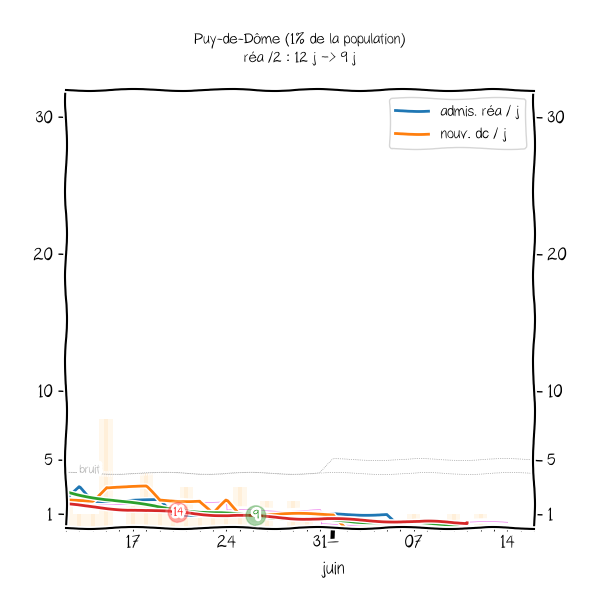 Puy-de-Dôme (1% de la population)
réa /2 : 12 j -> 9 j
admis. réa / j
nouv. dc / j
30
30
20
20
10
10
5
5
bruit
1
1
14
9
17
24
31
07
14
juin